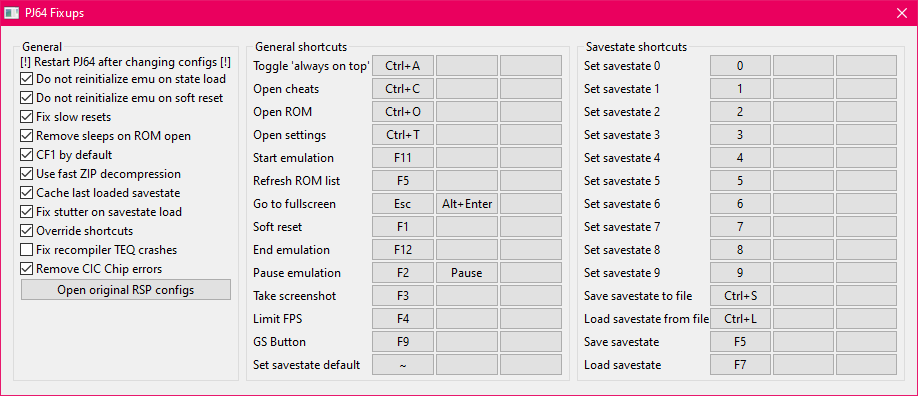 PJ64 Fixups
General
[!] Restart PJ64 after changing configs [!]
Do not reinitialize emu on state load
Do not reinitialize emu on soft reset
Fix slow resets
Remove sleeps on ROM open
CF1 by default
Use fast ZIP decompression
Cache last loaded savestate
Fix stutter on savestate load
Override shortcuts
Fix recompiler TEQ crashes
Remove CIC Chip errors
Open original RSP configs
General shortcuts
Toggle 'always on top' Ctrl+A
Open cheats Ctrl+C
Open ROM Ctrl+O
Open settings Ctrl+T
Start emulation F11
Refresh ROM list F5
Go to fullscreen Esc Alt+Enter
Soft reset F1
End emulation F12
Pause emulation F2 Pause
Take screenshot F3
Limit FPS F4
GS Button F9
Set savestate default ~
Savestate shortcuts
Set savestate 0 0
Set savestate 1 1
Set savestate 2 2
Set savestate 3 3
Set savestate 4 4
Set savestate 5 5
Set savestate 6 6
Set savestate 7 7
Set savestate 8 8
Set savestate 9 9
Save savestate to file Ctrl+S
Load savestate from file Ctrl+L
Save savestate F5
Load savestate F7